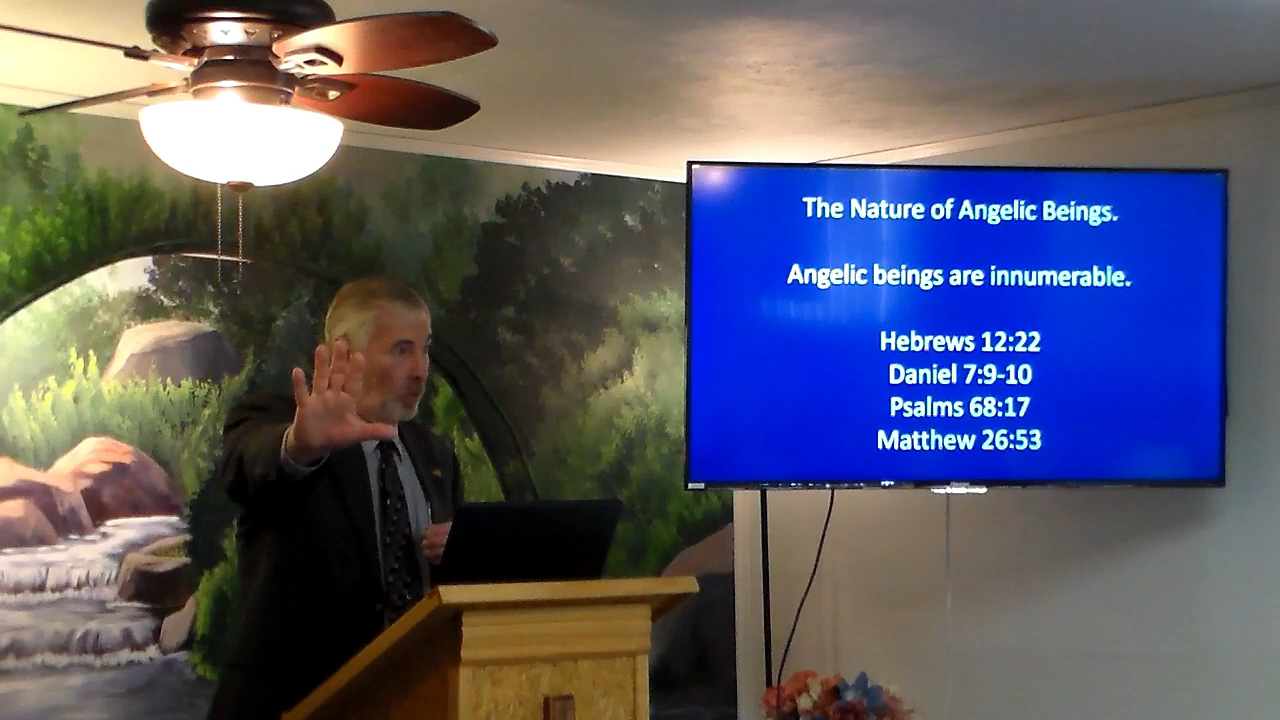 The Nature of Angelic Beings.
Angelic beings are innumerable.
Hebrews 12:22
Daniel 7:9-10
Psalms 68:17
Matthew 26:53